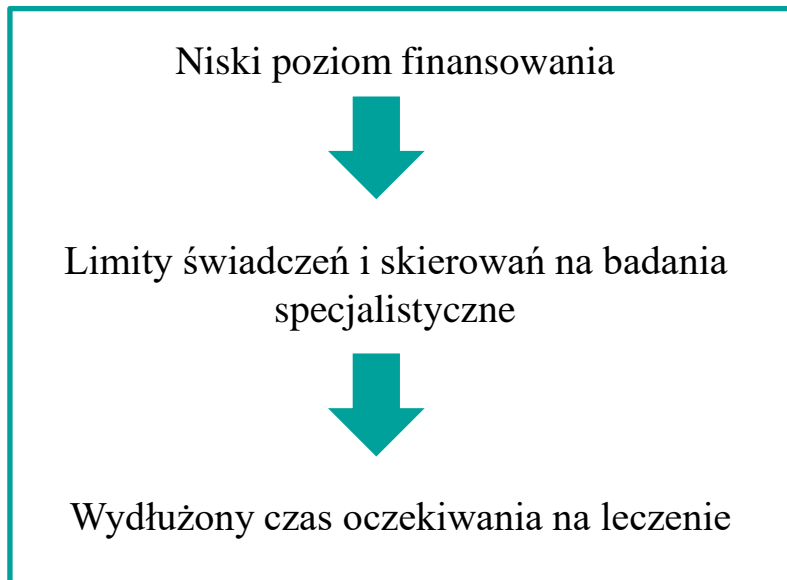 Niski poziom finansowania
Limity świadczeń i skierowań na badania
specjalistyczne
Wydłużony czas oczekiwania na leczenie